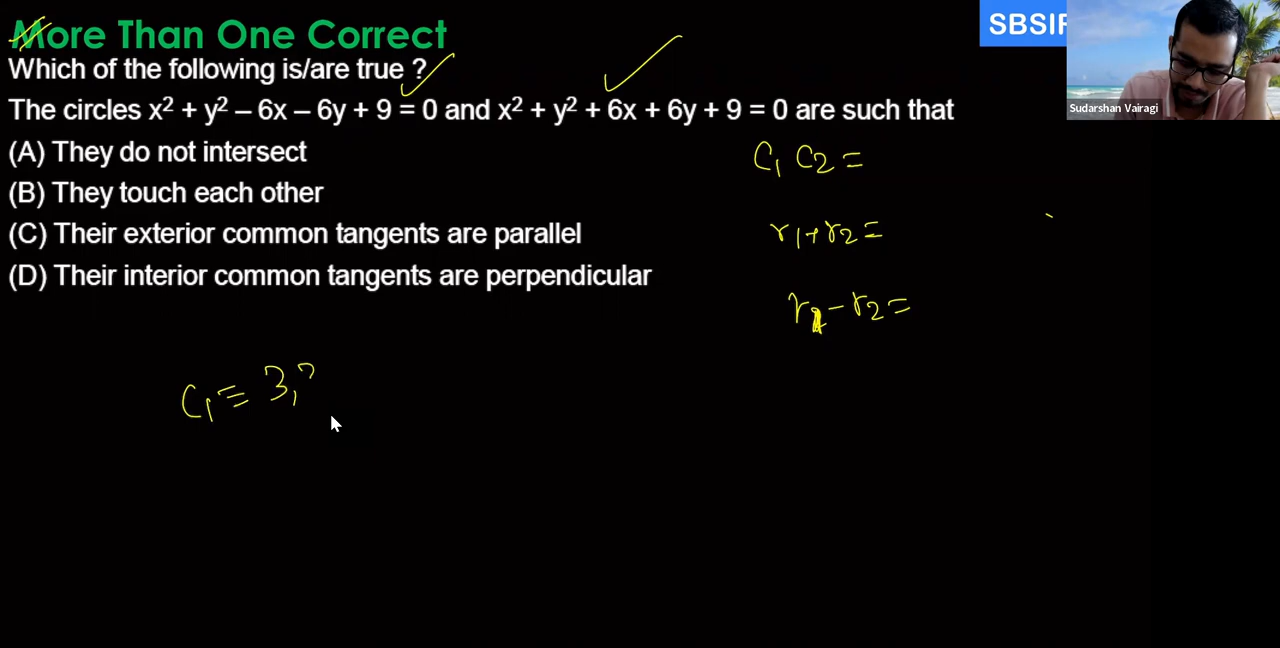 More Than One Correct
SBSIF
Sudarshan Vairagi
Which of the following is/are true ?
The circles x² + y² – 6x – 6y + 9 = 0 and x² + y² + 6x + 6y + 9 = 0 are such that
(A) They do not intersect
(B) They touch each other
(C) Their exterior common tangents are parallel
(D) Their interior common tangents are perpendicular
C₁ C₂ =
r₁+r₂ =
r₁-r₂ =
C₁ = 3,